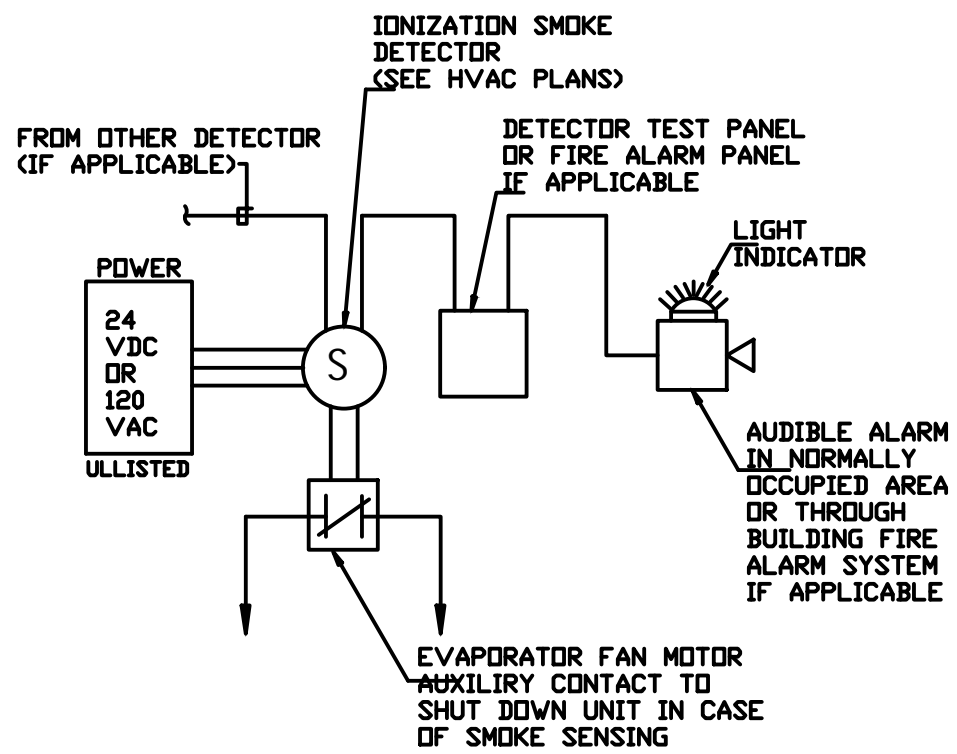 IONIZATION SMOKE
DETECTOR
(SEE HVAC PLANS)
FROM OTHER DETECTOR
(IF APPLICABLE)
DETECTOR TEST PANEL
OR FIRE ALARM PANEL
IF APPLICABLE
LIGHT
INDICATOR
POWER
24
VDC
OR
120
VAC
ULLISTED
S
AUDIBLE ALARM
IN NORMALLY
OCCUPIED AREA
OR THROUGH
BUILDING FIRE
ALARM SYSTEM
IF APPLICABLE
EVAPORATOR FAN MOTOR
AUXILIRY CONTACT TO
SHUT DOWN UNIT IN CASE
OF SMOKE SENSING